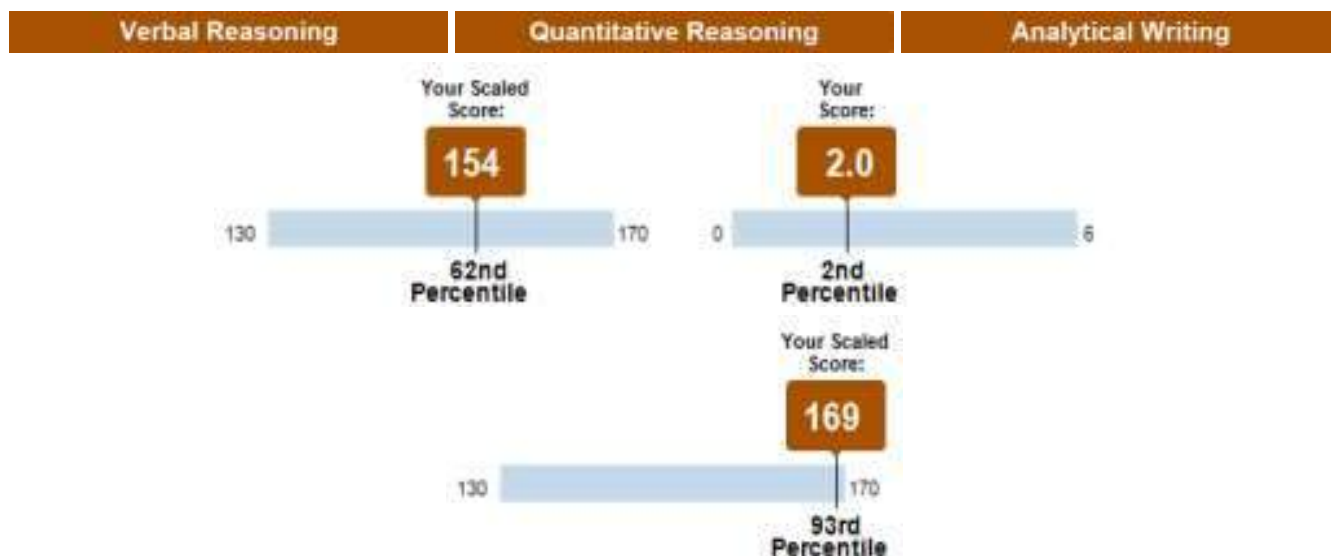 Verbal Reasoning
Quantitative Reasoning
Analytical Writing
Your Scaled
Score:
154
130
170
62nd
Percentile
Your
Score:
2.0
0
6
2nd
Percentile
Your Scaled
Score:
169
130
170
93rd
Percentile